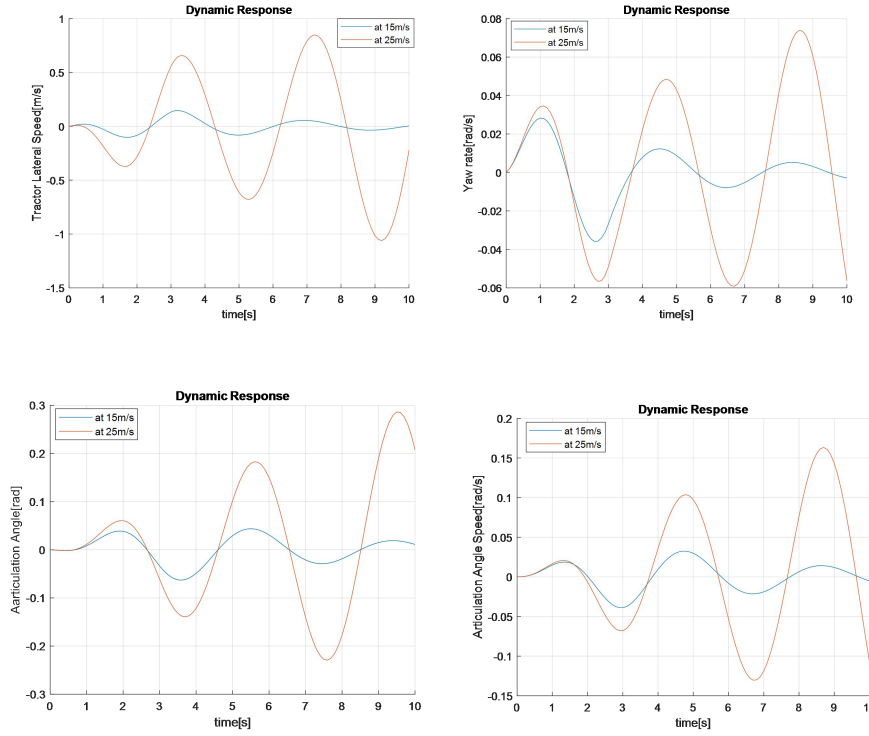 Dynamic Response
at 15m/s
at 25m/s
Tractor Lateral Speed[m/s]
1
0.5
0
-0.5
-1
-1.5
0 1 2 3 4 5 6 7 8 9 10
time[s]
Dynamic Response
at 15m/s
at 25m/s
Yaw rate[rad/s]
0.08
0.06
0.04
0.02
0
-0.02
-0.04
-0.06
0 1 2 3 4 5 6 7 8 9 10
time[s]
Dynamic Response
at 15m/s
at 25m/s
Aarticulation Angle[rad]
0.3
0.2
0.1
0
-0.1
-0.2
-0.3
0 1 2 3 4 5 6 7 8 9 10
time[s]
Dynamic Response
at 15m/s
at 25m/s
Articulation Angle Speed[rad/s]
0.2
0.15
0.1
0.05
0
-0.05
-0.1
-0.15
0 1 2 3 4 5 6 7 8 9
time[s]